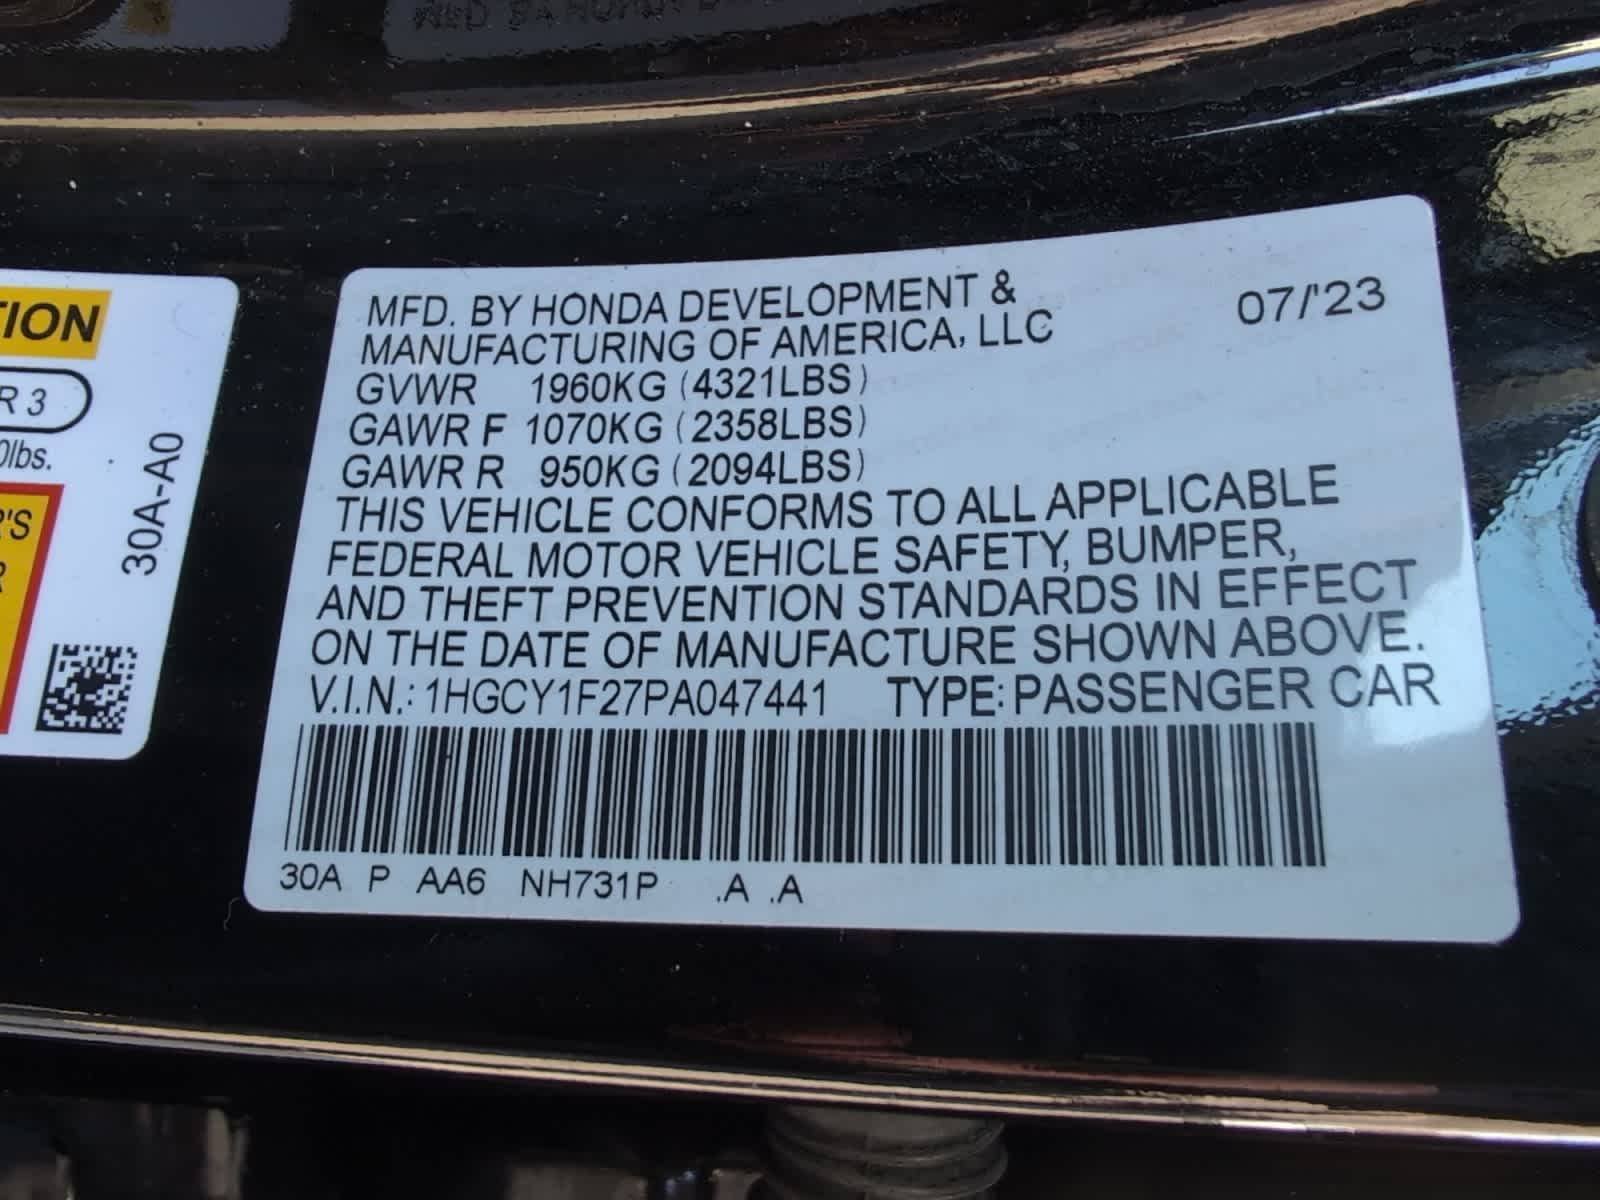 MFD. BY HONDA DEVELOPMENT &
MANUFACTURING OF AMERICA, LLC
07/'23
GVWR 1960KG (4321LBS)
GAWR F 1070KG (2358LBS)
GAWR R 950KG (2094LBS)
THIS VEHICLE CONFORMS TO ALL APPLICABLE
FEDERAL MOTOR VEHICLE SAFETY, BUMPER,
AND THEFT PREVENTION STANDARDS IN EFFECT
ON THE DATE OF MANUFACTURE SHOWN ABOVE.
V.I.N.: 1HGCY1F27PA047441 TYPE: PASSENGER CAR
30A P AA6 NH731P .A .A
TION
R 3
0lbs.
R'S
R
30A-A0